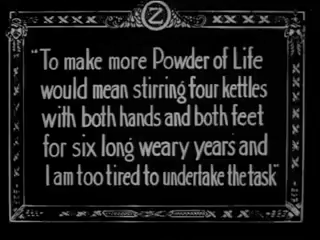 Z
"To make more Powder of Life
would mean stirring four kettles
with both hands and both feet
for six long weary years and
I am too tired to undertake the task"